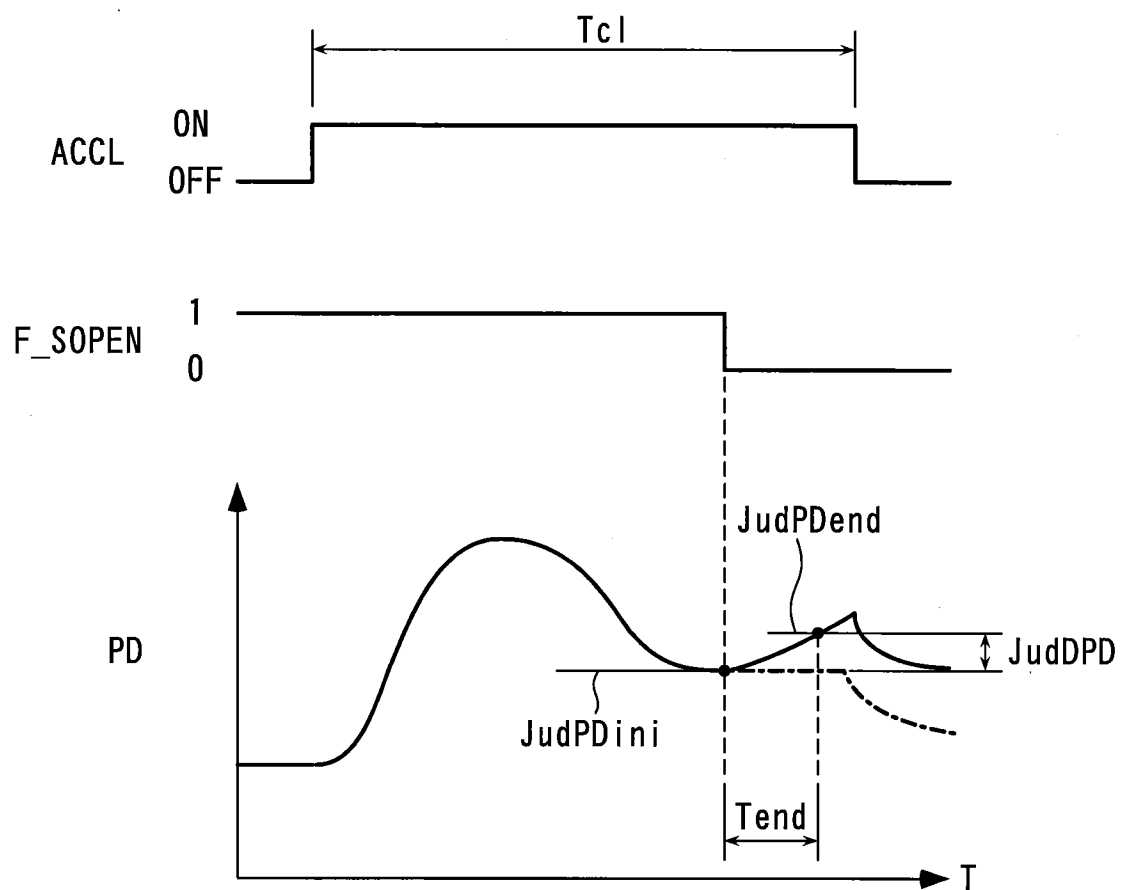 Tcl
ON
ACCL
OFF
1
F_SOPEN
0
JudPDend
PD
JudDPD
JudPDini
Tend
T